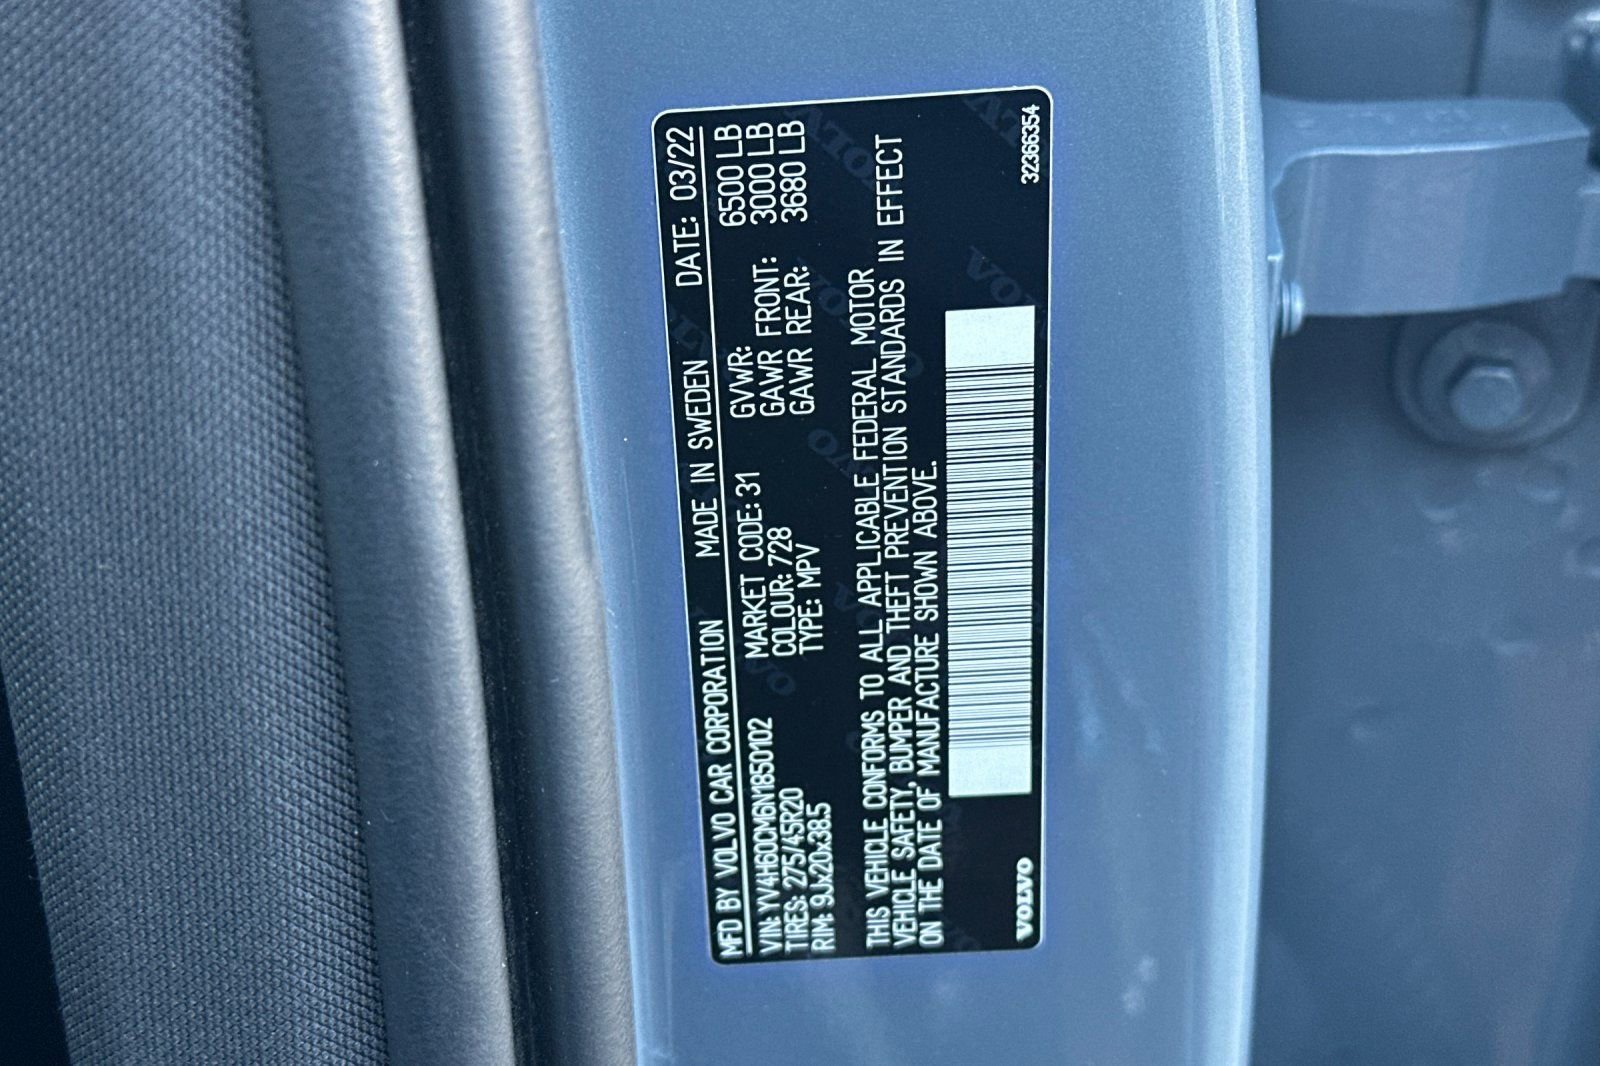 MFD BY VOLVO CAR CORPORATION MADE IN SWEDEN DATE: 03/22
VIN: YV4H60CM6N1850102 MARKET CODE: 31 GVWR: 6500 LB
TIRES: 275/45R20 COLOUR: 728 GAWR FRONT: 3000 LB
RIM: 9Jx20x38.5 TYPE: MPV GAWR REAR: 3680 LB
THIS VEHICLE CONFORMS TO ALL APPLICABLE FEDERAL MOTOR
VEHICLE SAFETY, BUMPER AND THEFT PREVENTION STANDARDS IN EFFECT
ON THE DATE OF MANUFACTURE SHOWN ABOVE.
VOLVO 32366354